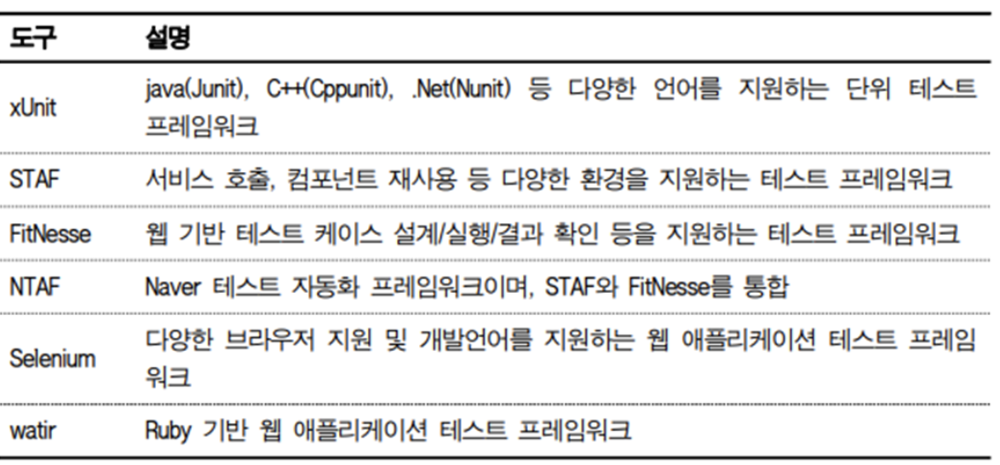 도구 설명
xUnit java(Junit), C++(Cppunit), .Net(Nunit) 등 다양한 언어를 지원하는 단위 테스트
프레임워크
STAF 서비스 호출, 컴포넌트 재사용 등 다양한 환경을 지원하는 테스트 프레임워크
FitNesse 웹 기반 테스트 케이스 설계/실행/결과 확인 등을 지원하는 테스트 프레임워크
NTAF Naver 테스트 자동화 프레임워크이며, STAF와 FitNesse를 통합
Selenium 다양한 브라우저 지원 및 개발언어를 지원하는 웹 애플리케이션 테스트 프레임
워크
watir Ruby 기반 웹 애플리케이션 테스트 프레임워크